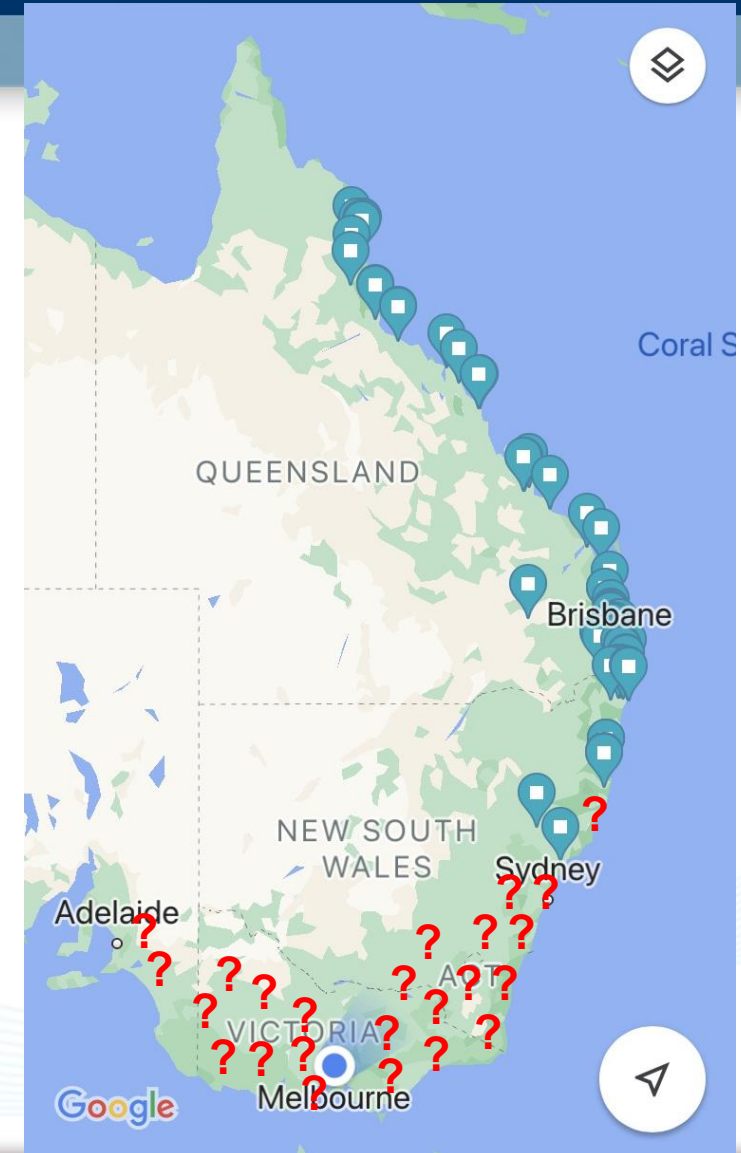 Coral S
QUEENSLAND
Brisbane
?
NEW SOUTH
WALES
Sydney
? ?
Adelaide
? ? ?
?
? ?
? ? ?
ACT
?
? ? ?
VICTORIA
? ?
? ? ? ?
?
?
Melbourne
Google